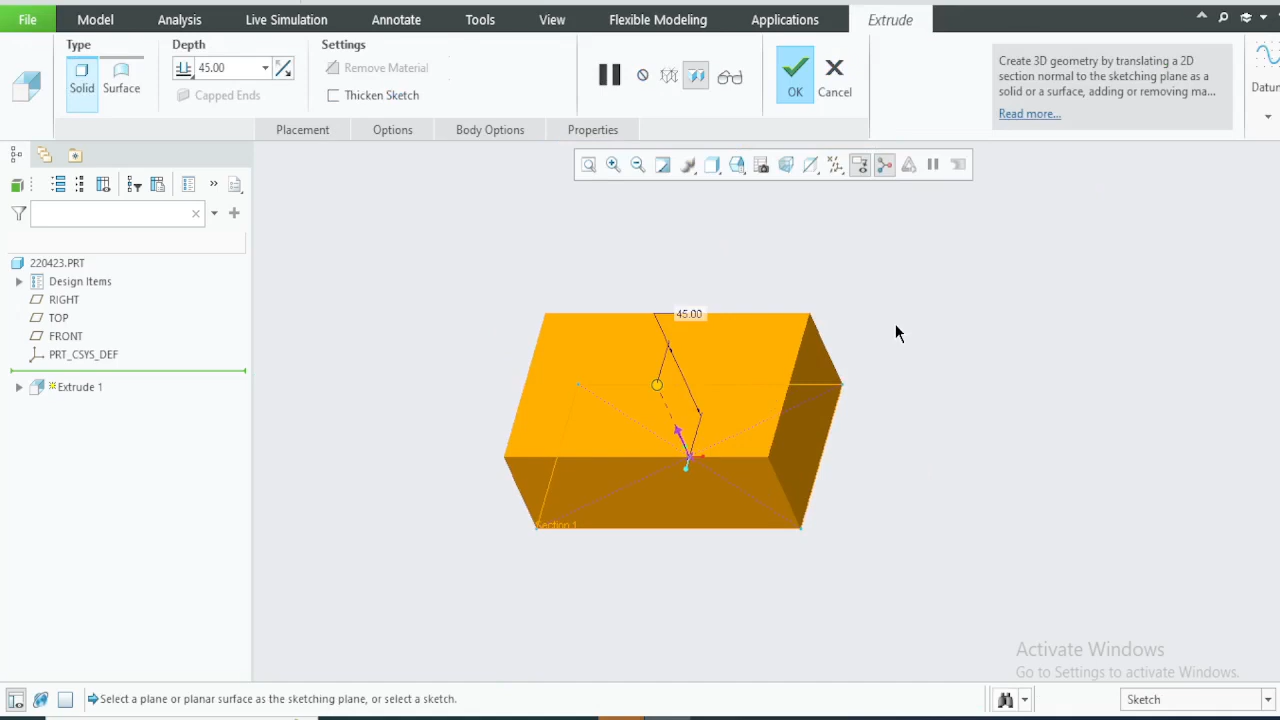 File Model Analysis Live Simulation Annotate Tools View Flexible Modeling Applications Extrude
Type Depth Settings
Solid Surface 45.00 Remove Material
Capped Ends Thicken Sketch
OK Cancel
Create 3D geometry by translating a 2D
section normal to the sketching plane as a
solid or a surface, adding or removing ma...
Read more...
Datum
Placement Options Body Options Properties
220423.PRT
Design Items
RIGHT
TOP
FRONT
PRT_CSYS_DEF
Extrude 1
45.00
Section 1
Activate Windows
Go to Settings to activate Windows.
Select a plane or planar surface as the sketching plane, or select a sketch.
Sketch